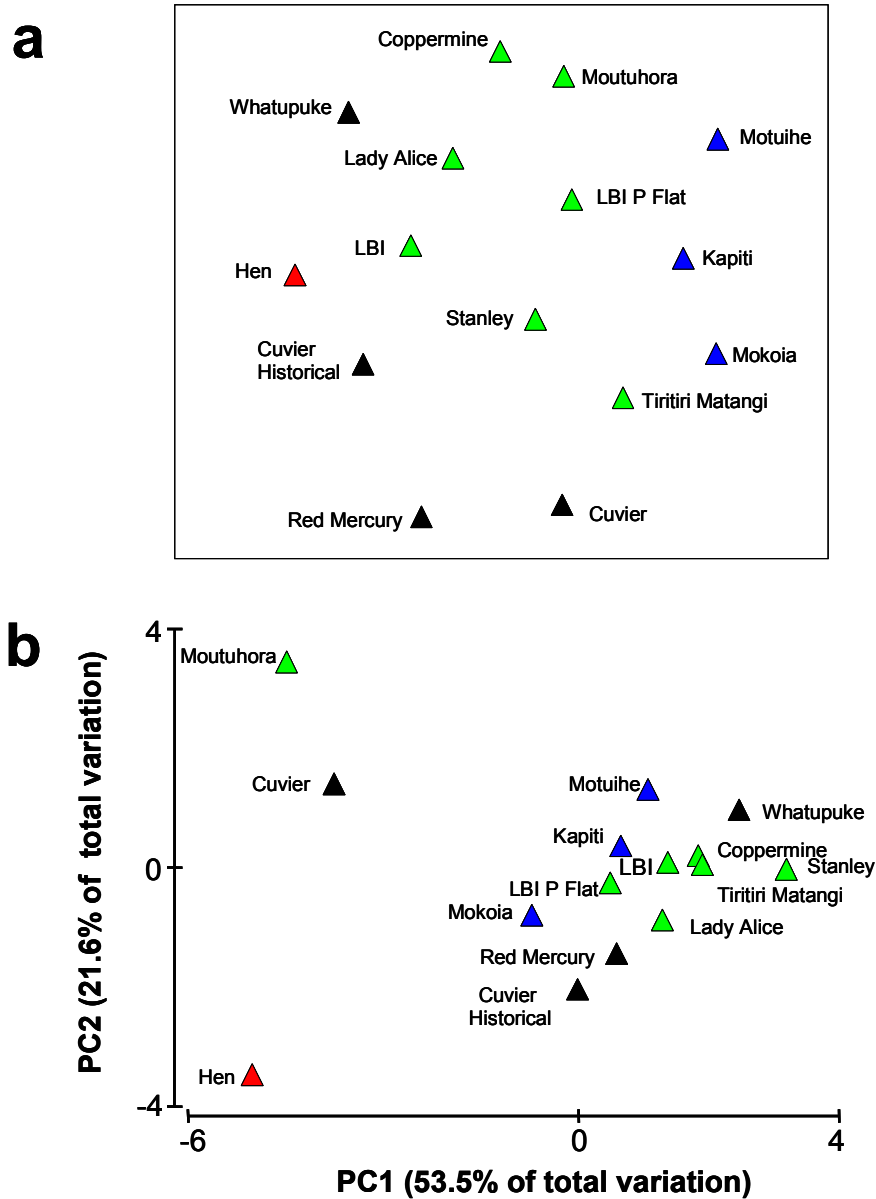 a
Coppermine
Moutuhora
Whatupuke
Motuihe
Lady Alice
LBI P Flat
LBI
Kapiti
Hen
Stanley
Cuvier
Historical
Mokoia
Tiritiri Matangi
Red Mercury
Cuvier
b
4
Moutuhora
Cuvier
Motuihe
Whatupuke
Kapiti
Coppermine
0
LBI
Stanley
LBI P Flat
Tiritiri Matangi
Mokoia
Lady Alice
Red Mercury
Cuvier
Historical
Hen
-4
PC2 (21.6% of  total variation)
-6
0
4
PC1 (53.5% of total variation)